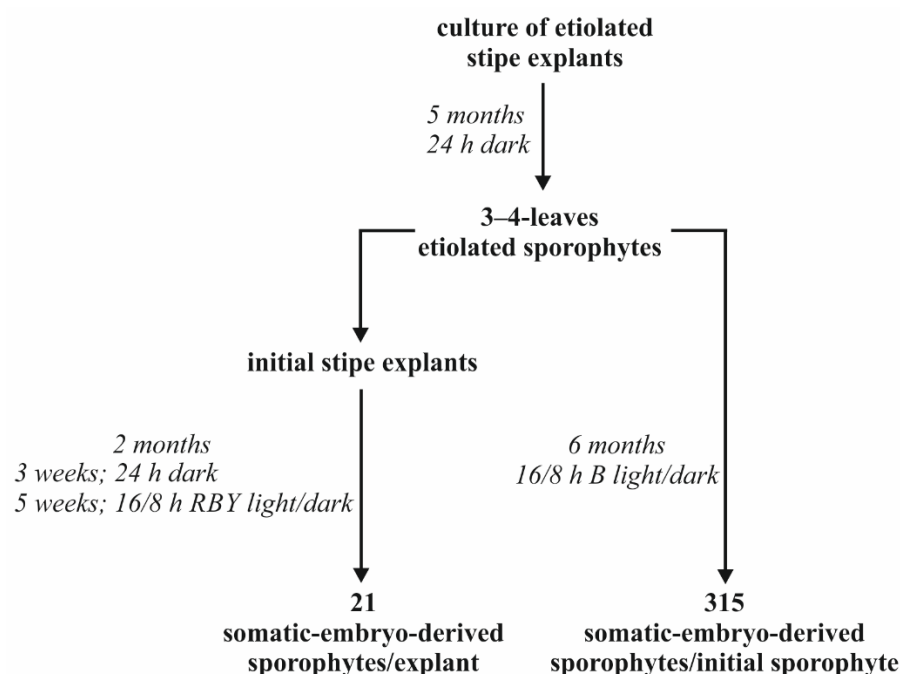 culture of etiolated
stipe explants
5 months
24 h dark
3–4-leaves
etiolated sporophytes
initial stipe explants
2 months
3 weeks; 24 h dark
5 weeks; 16/8 h RBY light/dark
6 months
16/8 h B light/dark
21
somatic-embryo-derived
sporophytes/explant
315
somatic-embryo-derived
sporophytes/initial sporophyte